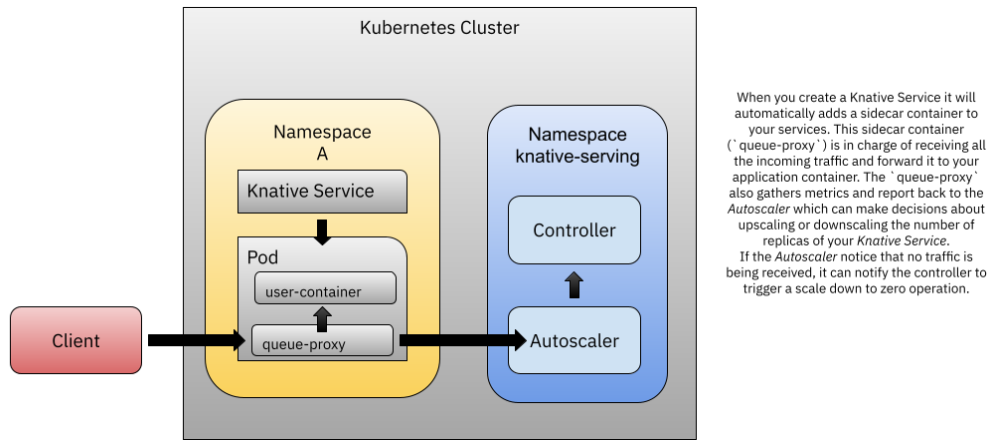 Kubernetes Cluster
Namespace
A
Knative Service
Pod
user-container
queue-proxy
Client
Namespace
knative-serving
Controller
Autoscaler
When you create a Knative Service it will
automatically adds a sidecar container to
your services. This sidecar container
(`queue-proxy`) is in charge of receiving all
the incoming traffic and forward it to your
application container. The `queue-proxy`
also gathers metrics and report back to the
Autoscaler which can make decisions about
upscaling or downscaling the number of
replicas of your Knative Service.
If the Autoscaler notice that no traffic is
being received, it can notify the controller to
trigger a scale down to zero operation.